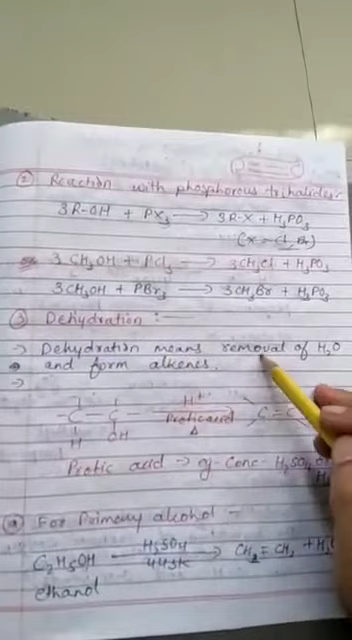 ② Reaction with phosphorous trihalides:-
3R-OH + PX₃ → 3R-X + H₃PO₃
(X = Cl, Br)
3 CH₃OH + PCl₃ → 3CH₃Cl + H₃PO₃
3CH₃OH + PBr₃ → 3CH₃Br + H₃PO₃
③ Dehydration :-
→ Dehydration means removal of H₂O
and form alkenes.
→
-C-C- H⁺ Protic acid Δ C=C
H OH
Protic acid → eg- Conc. H₂SO₄
ⓐ For Primary alcohol -
C₂H₅OH H₂SO₄ 443K → CH₂=CH₂ + H₂
ethanol